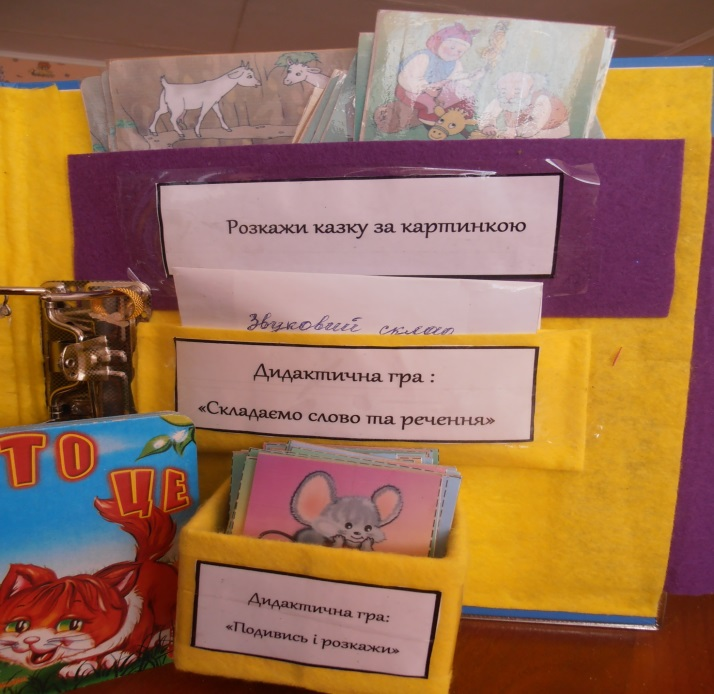 Розкажи казку за картинкою
Звуковий склад
Дидактична гра :
«Складаємо слово та речення»
ТО
ЦЕ
Дидактична гра:
«Подивись і розкажи»